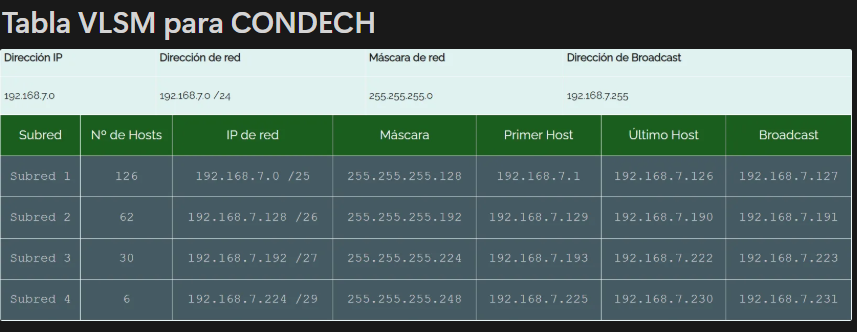 Tabla VLSM para CONDECH
Dirección IP Dirección de red Máscara de red Dirección de Broadcast
192.168.7.0 192.168.7.0 /24 255.255.255.0 192.168.7.255
Subred Nº de Hosts IP de red Máscara Primer Host Último Host Broadcast
Subred 1 126 192.168.7.0 /25 255.255.255.128 192.168.7.1 192.168.7.126 192.168.7.127
Subred 2 62 192.168.7.128 /26 255.255.255.192 192.168.7.129 192.168.7.190 192.168.7.191
Subred 3 30 192.168.7.192 /27 255.255.255.224 192.168.7.193 192.168.7.222 192.168.7.223
Subred 4 6 192.168.7.224 /29 255.255.255.248 192.168.7.225 192.168.7.230 192.168.7.231